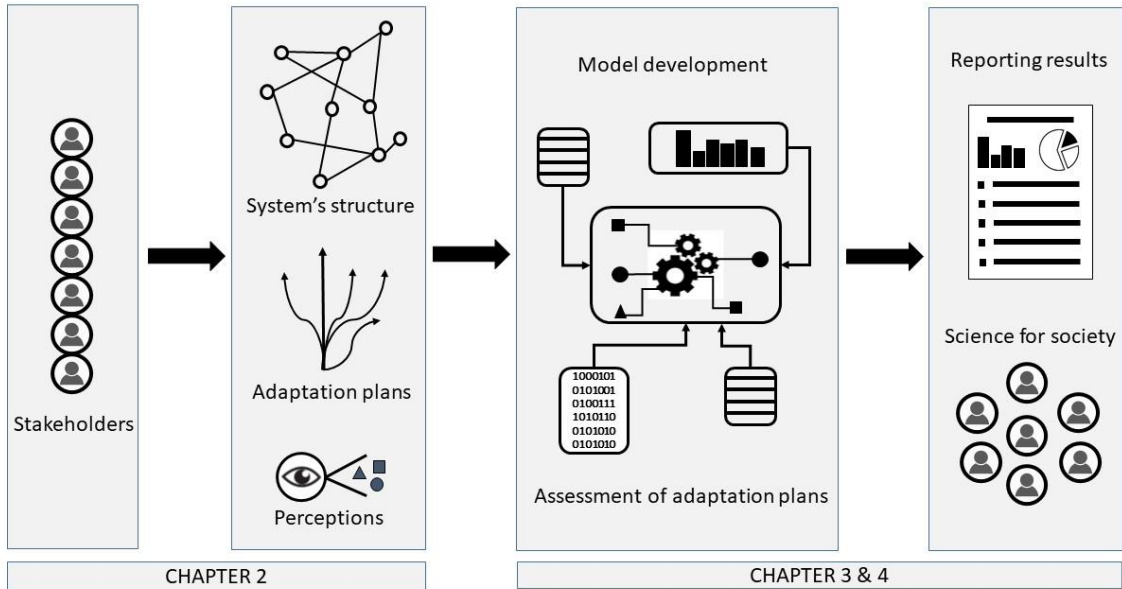 Stakeholders
System's structure
Adaptation plans
Perceptions
Model development
1000101
0101001
0100111
1010110
0101010
0101010
Assessment of adaptation plans
Reporting results
Science for society
CHAPTER 2
CHAPTER 3 & 4